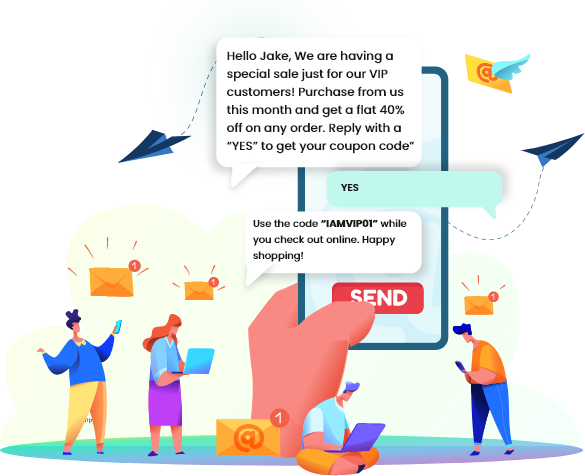 Hello Jake, We are having a
special sale just for our VIP
customers! Purchase from us
this month and get a flat 40%
off on any order. Reply with a
“YES” to get your coupon code”
YES
Use the code “IAMVIP01” while
you check out online. Happy
shopping!
SEND
1
1
1
1
@
@